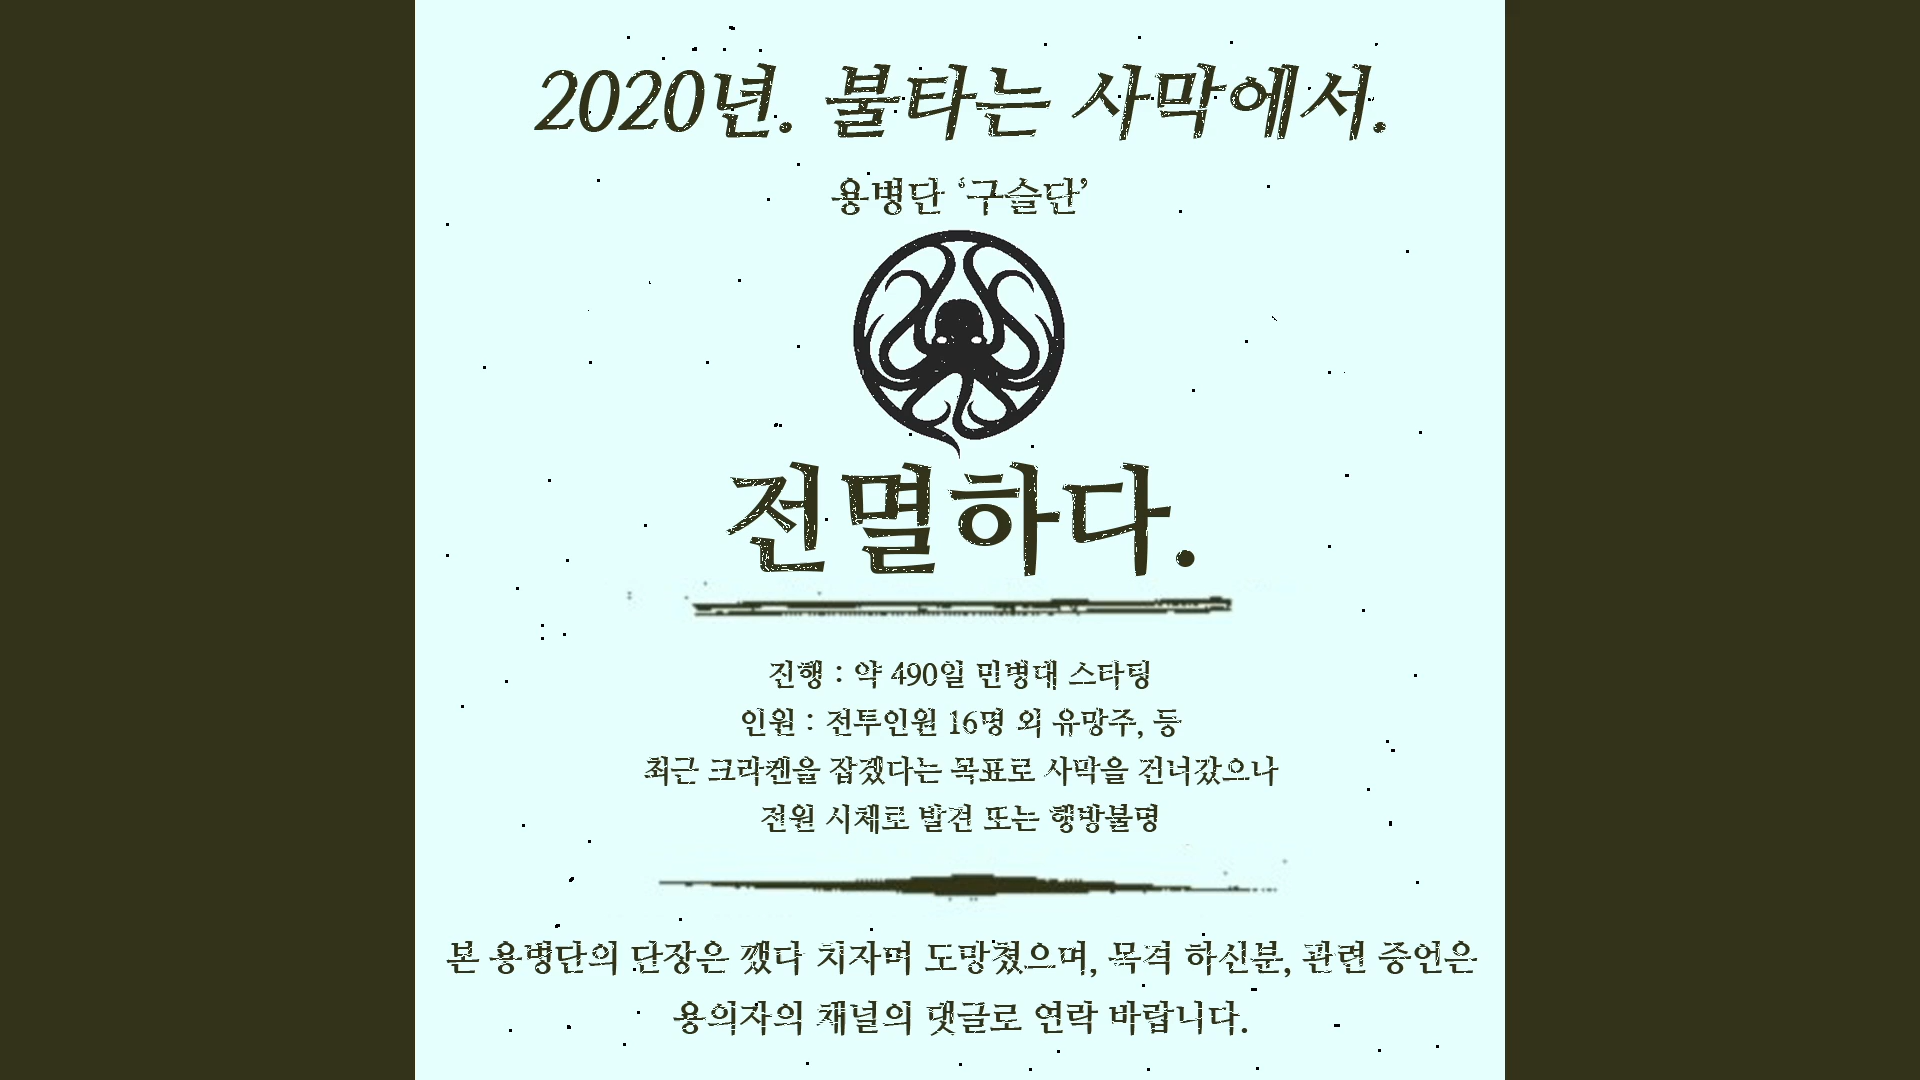 2020년. 불타는 사막에서.
용병단 ‘구슬단’
전멸하다.
진행 : 약 490일 민병대 스타팅
인원 : 전투인원 16명 외 유망주, 등
최근 크라켄을 잡겠다는 목표로 사막을 건너갔으나
전원 시체로 발견 또는 행방불명
본 용병단의 단장은 깼다 치자며 도망쳤으며, 목격 하신분, 관련 증언은
용의자의 채널의 댓글로 연락 바랍니다.